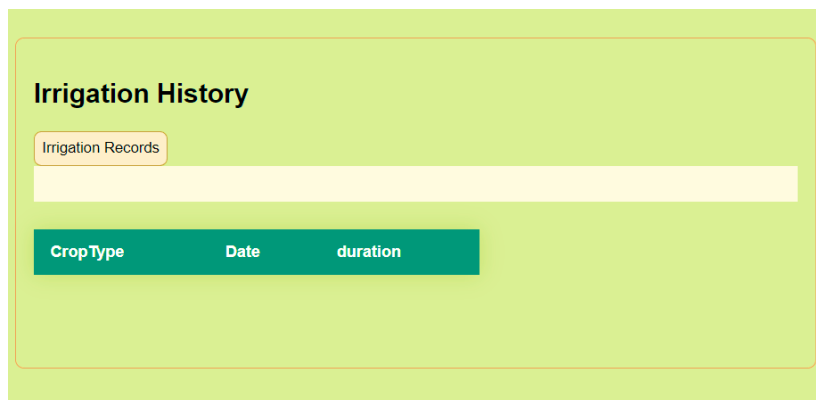 Irrigation History
Irrigation Records
CropType Date duration